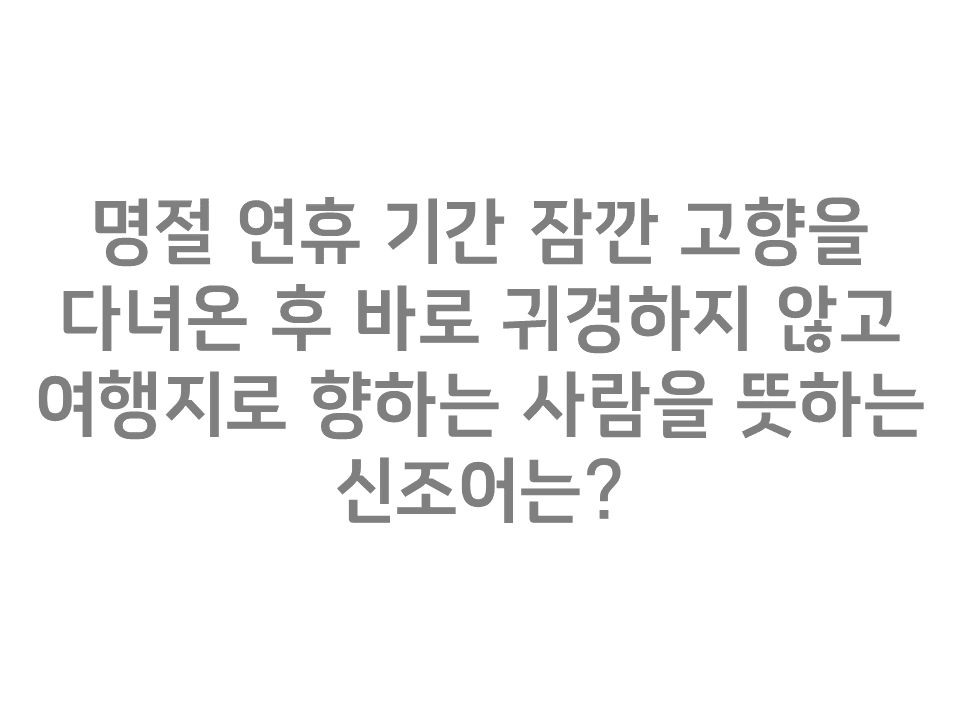 명절 연휴 기간 잠깐 고향을
다녀온 후 바로 귀경하지 않고
여행지로 향하는 사람을 뜻하는
신조어는?